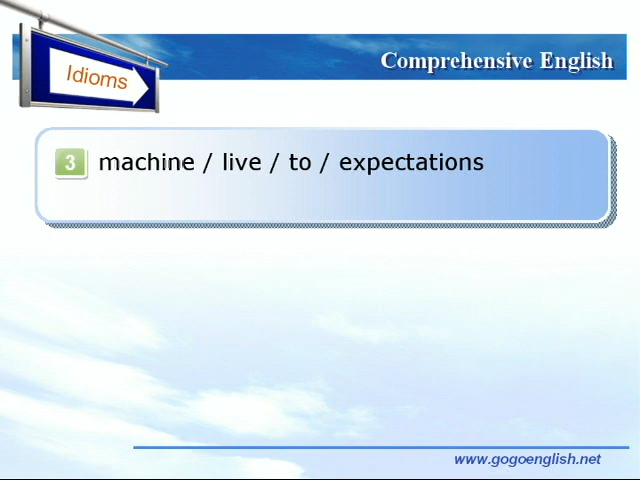 Idioms
Comprehensive English
3 machine / live / to / expectations
www.gogoenglish.net